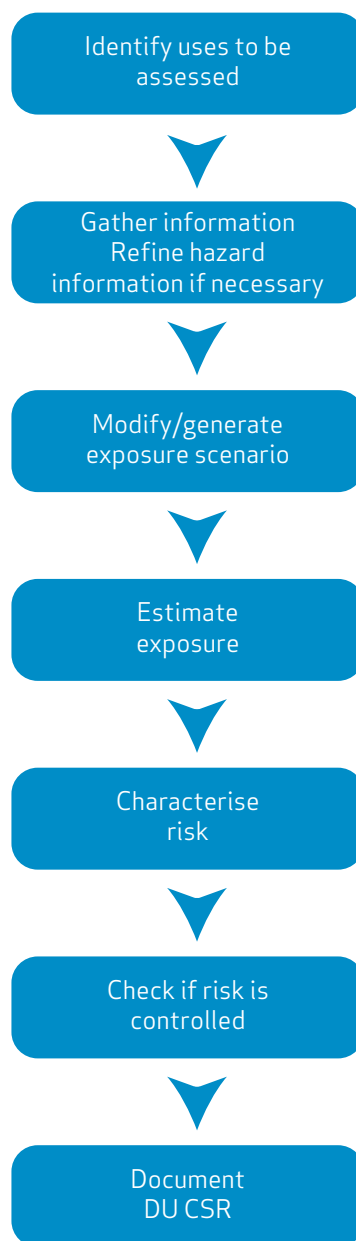 Identify uses to be
assessed
Gather information
Refine hazard
information if necessary
Modify/generate
exposure scenario
Estimate
exposure
Characterise
risk
Check if risk is
controlled
Document
DU CSR